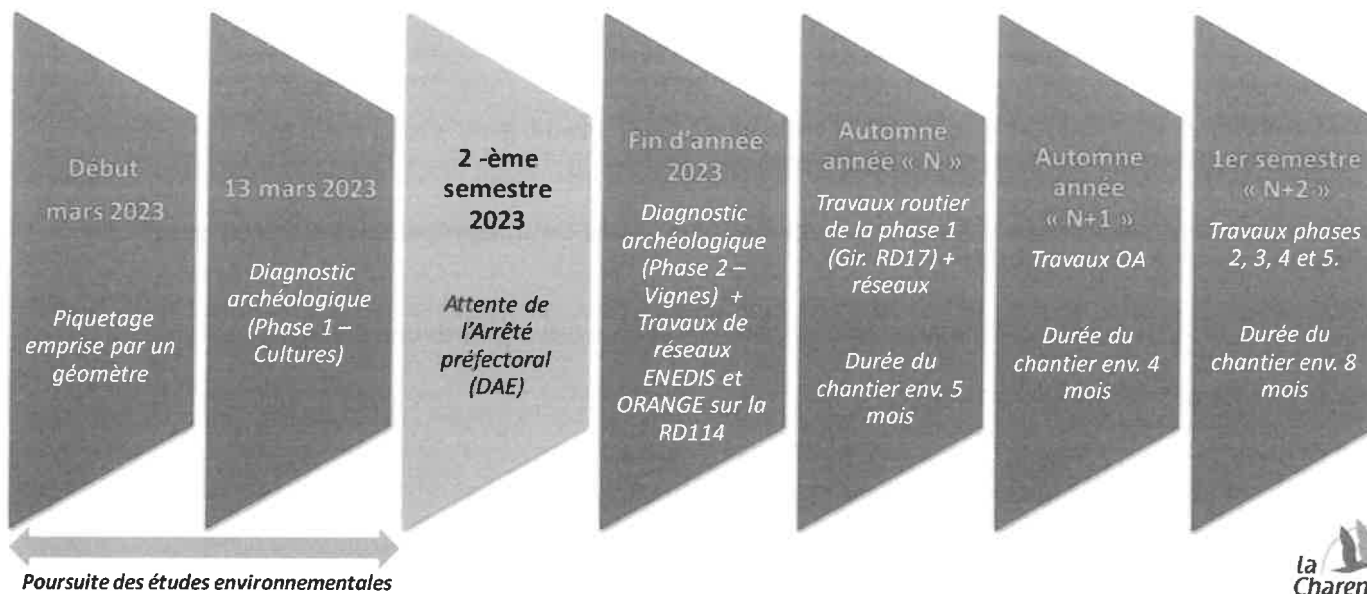 Début
mars 2023
Piquetage
emprise par un
géomètre
13 mars 2023
Diagnostic
archéologique
(Phase 1 –
Cultures)
2 -ème
semestre
2023
Attente de
l'Arrêté
préfectoral
(DAE)
Fin d'année
2023
Diagnostic
archéologique
(Phase 2 –
Vignes) +
Travaux de
réseaux
ENEDIS et
ORANGE sur la
RD114
Automne
année « N »
Travaux routier
de la phase 1
(Gir. RD17) +
réseaux
Durée du
chantier env. 5
mois
Automne
année
« N+1 »
Travaux OA
Durée du
chantier env. 4
mois
1er semestre
« N+2 »
Travaux phases
2, 3, 4 et 5.
Durée du
chantier env. 8
mois
Poursuite des études environnementales
la
Charen